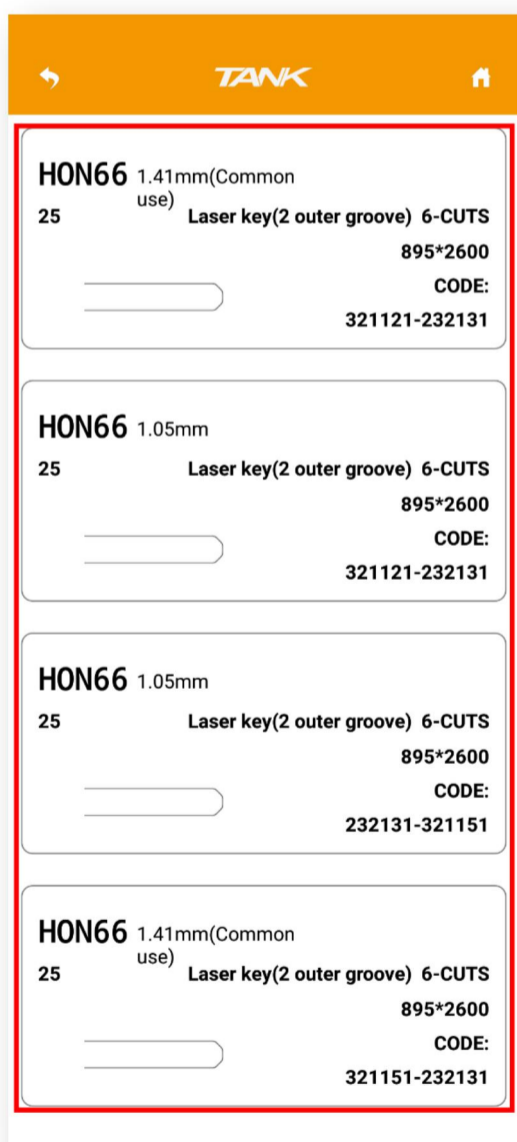 TANK
HON66 1.41mm(Common
use)
25 Laser key(2 outer groove) 6-CUTS
895*2600
CODE:
321121-232131
HON66 1.05mm
25 Laser key(2 outer groove) 6-CUTS
895*2600
CODE:
321121-232131
HON66 1.05mm
25 Laser key(2 outer groove) 6-CUTS
895*2600
CODE:
232131-321151
HON66 1.41mm(Common
use)
25 Laser key(2 outer groove) 6-CUTS
895*2600
CODE:
321151-232131